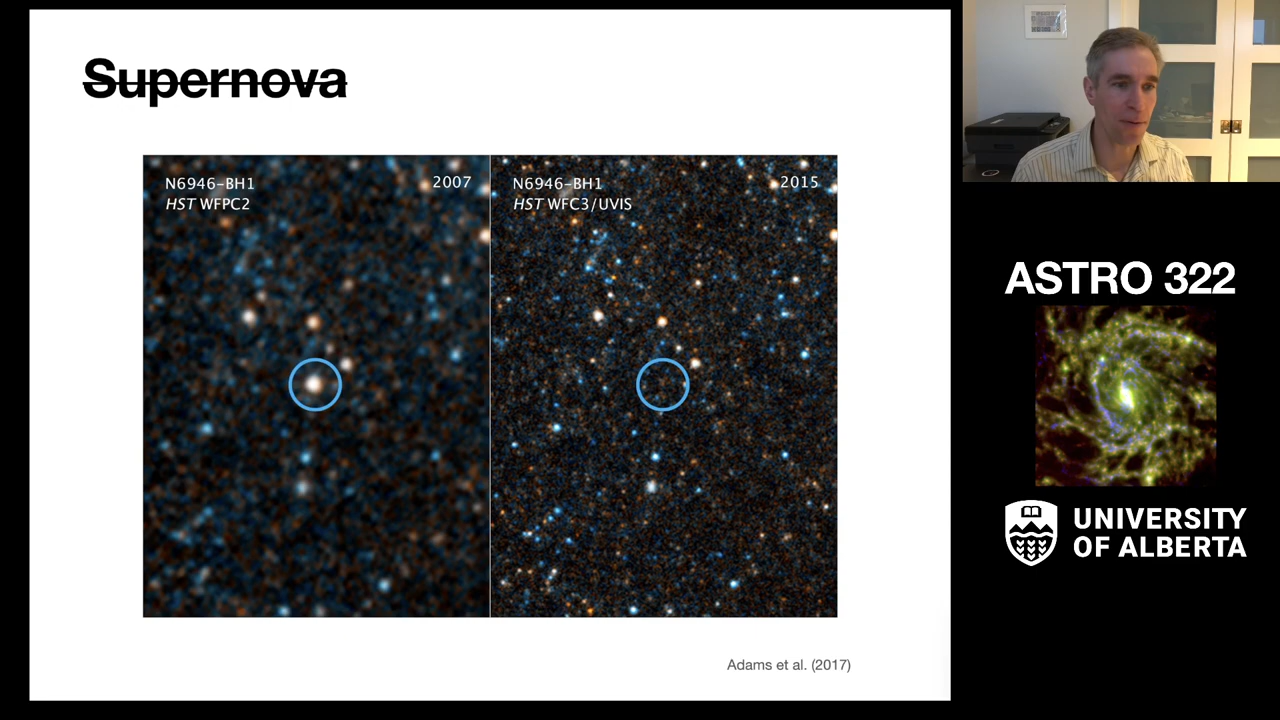 Supernova
N6946-BH1
2007
HST WFPC2
N6946-BH1
2015
HST WFC3/UVIS
Adams et al. (2017)
ASTRO 322
UNIVERSITY
OF ALBERTA